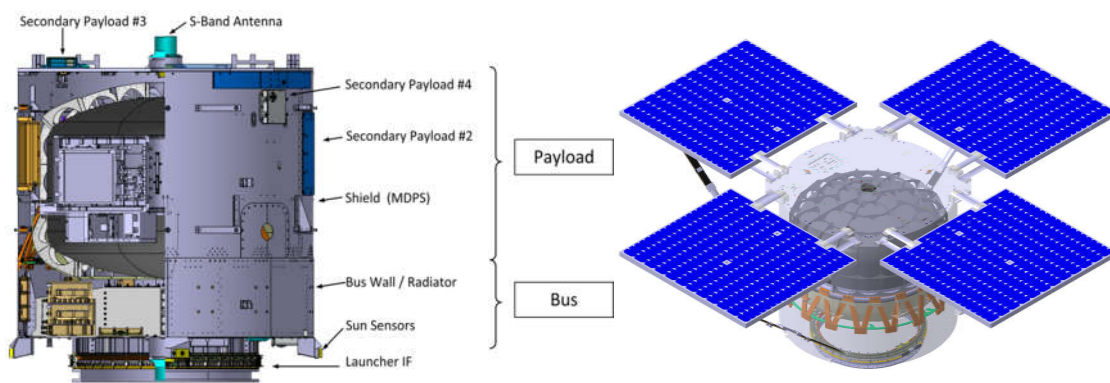 Secondary Payload #3
S-Band Antenna
Secondary Payload #4
Secondary Payload #2
Payload
Shield (MDPS)
Bus Wall / Radiator
Bus
Sun Sensors
Launcher IF